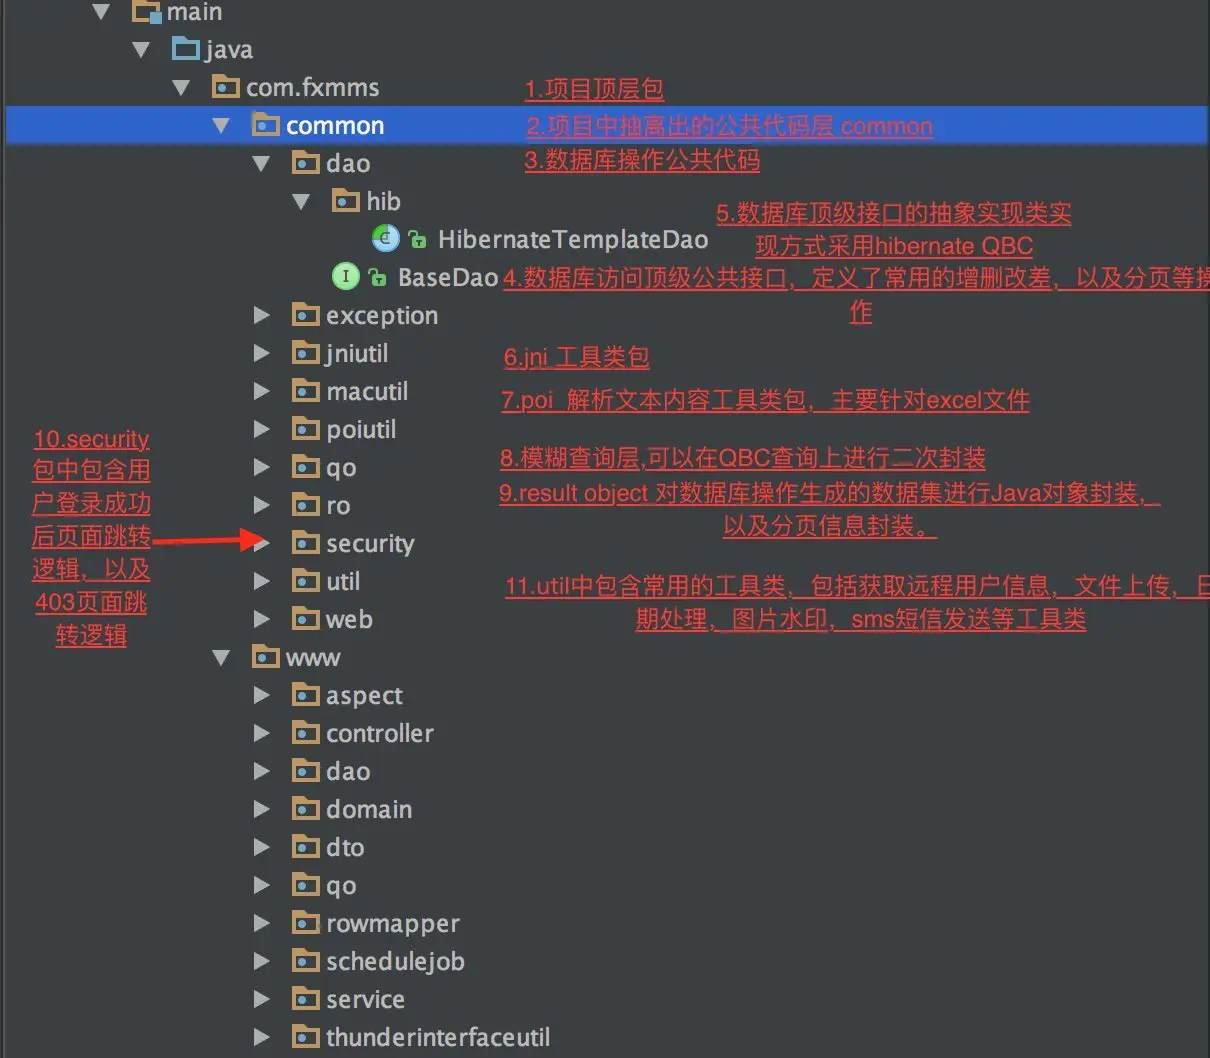 main
java
com.fxmms 1.项目顶层包
common 2.项目中抽离出的公共代码层 common
dao 3.数据库操作公共代码
hib
5.数据库顶级接口的抽象实现类实
现方式采用hibernate QBC
HibernateTemplateDao
BaseDao 4.数据库访问顶级公共接口，定义了常用的增删改差，以及分页等操
作
exception
jniutil 6.jni 工具类包
macutil 7.poi 解析文本内容工具类包，主要针对excel文件
poiutil
qo 8.模糊查询层,可以在QBC查询上进行二次封装
ro 9.result object 对数据库操作生成的数据集进行Java对象封装，
以及分页信息封装。
10.security
包中包含用
户登录成功
后页面跳转
逻辑，以及
403页面跳
转逻辑
security
util 11.util中包含常用的工具类，包括获取远程用户信息，文件上传，日
期处理，图片水印，sms短信发送等工具类
web
www
aspect
controller
dao
domain
dto
qo
rowmapper
schedulejob
service
thunderinterfaceutil